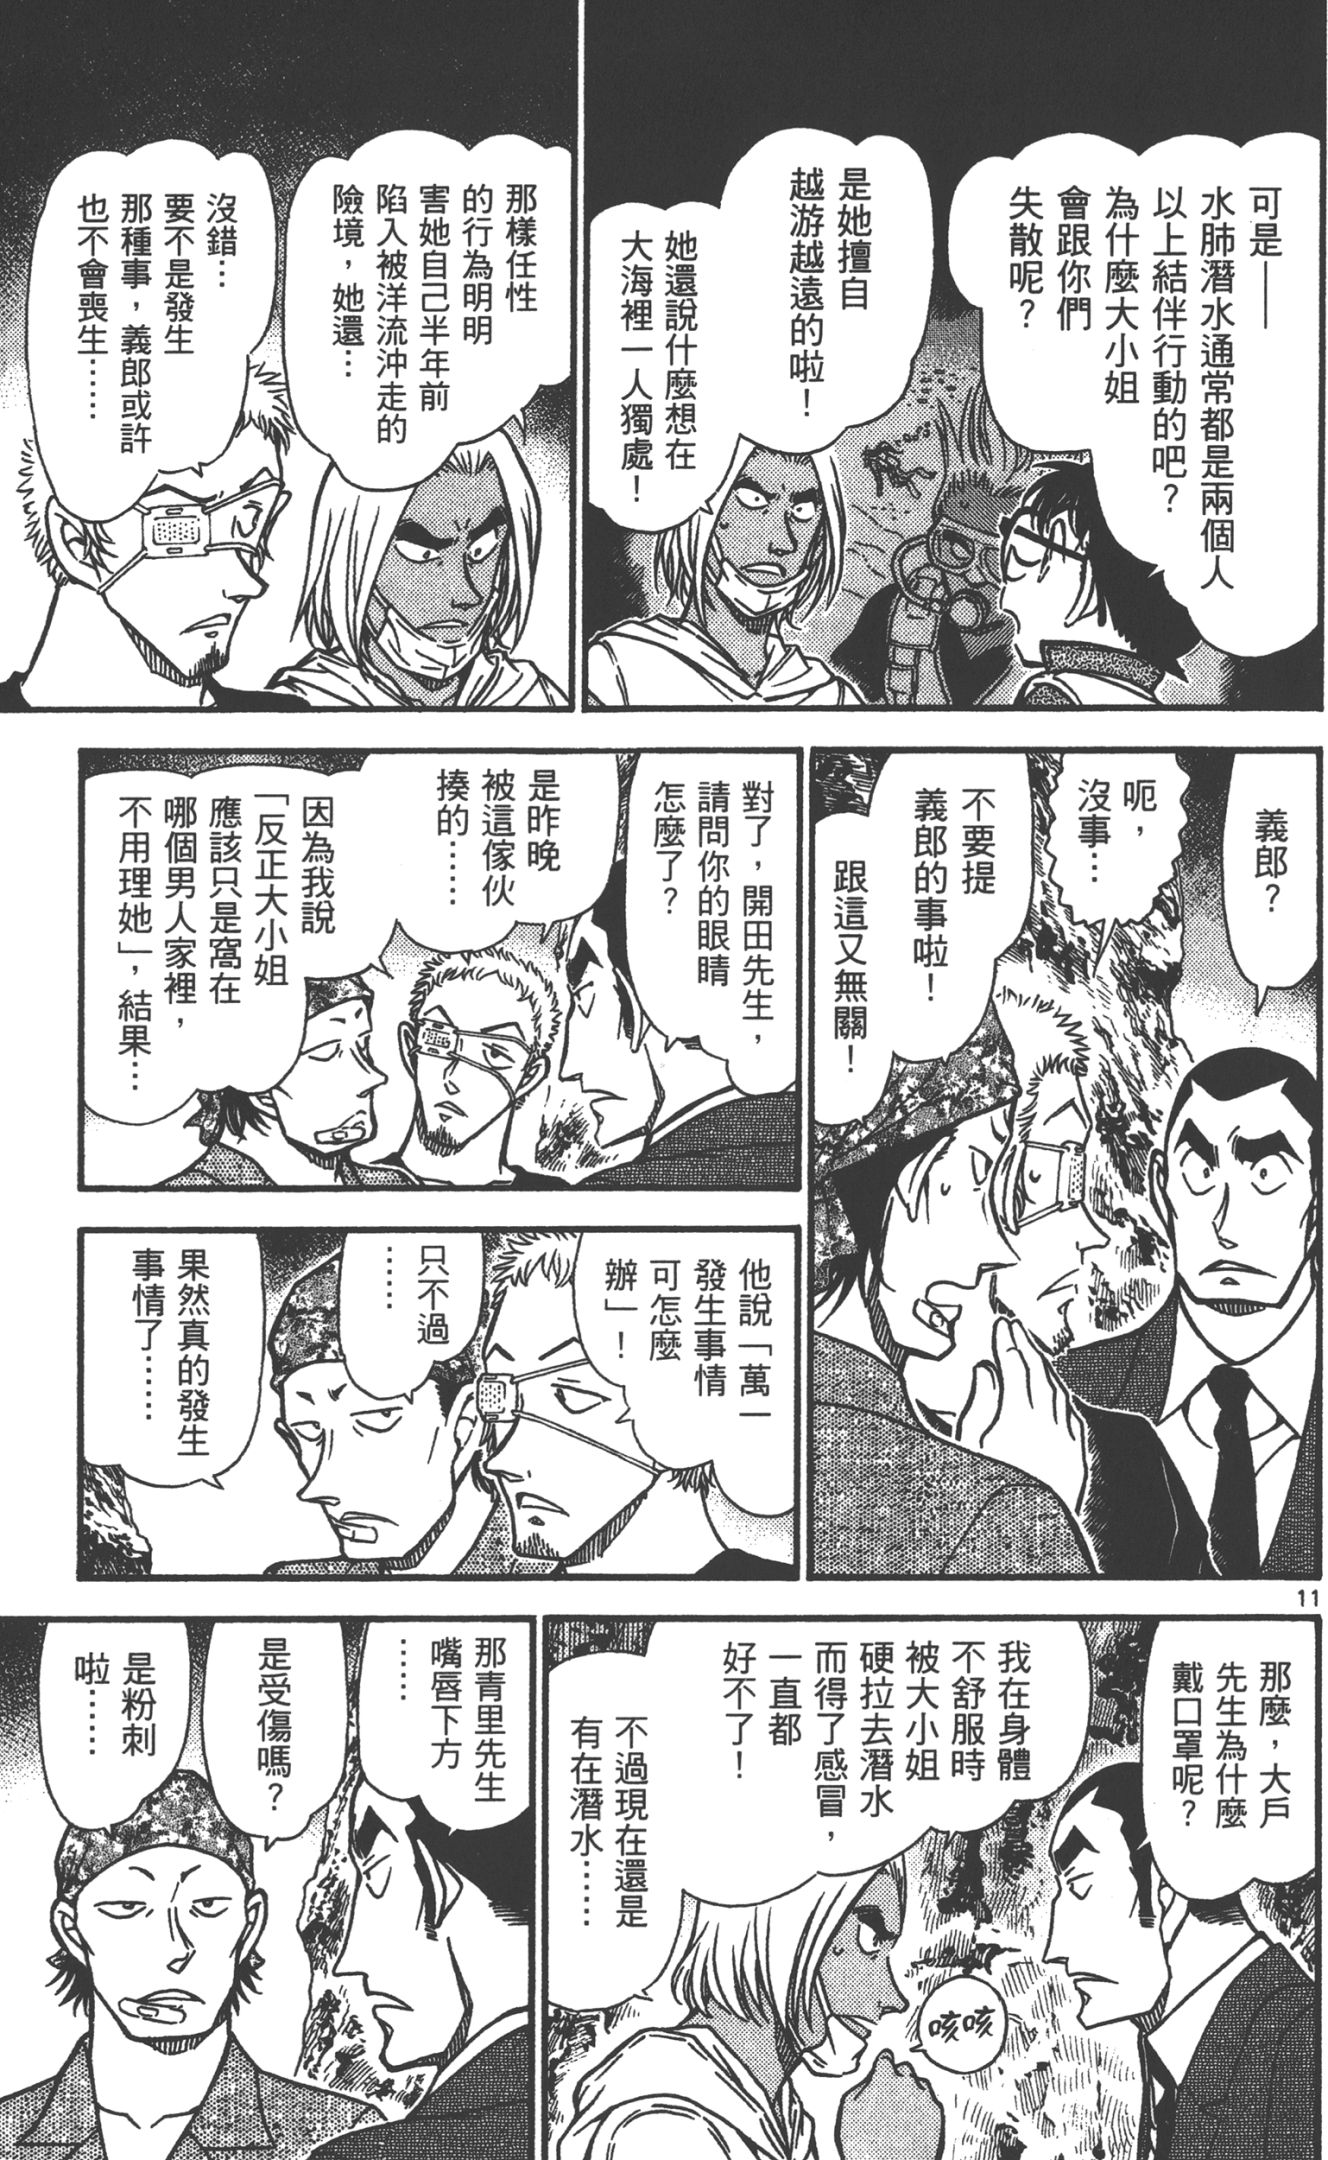 可是——
水肺潛水通常都是兩個人
以上結伴行動的吧？
為什麼大小姐
會跟你們
失散呢？
是她擅自
越游越遠的啦！
她還說什麼想在
大海裡一人獨處！
那樣任性
的行為明明
害她自己半年前
陷入被洋流沖走的
險境，她還…
沒錯…
要不是發生
那種事，義郎或許
也不會喪生……
義郎？
呃，
沒事…
不要提
義郎的事啦！
跟這又無關！
對了，開田先生，
請問你的眼睛
怎麼了？
是昨晚
被這傢伙
揍的……
因為我說
「反正大小姐
應該只是窩在
哪個男人家裡，
不用理她」，結果…
他說「萬一
發生事情
可怎麼
辦」！
只不過
……
果然真的發生
事情了……
11
那麼，大戶
先生為什麼
戴口罩呢？
我在身體
不舒服時
被大小姐
硬拉去潛水
而得了感冒，
一直都
好不了！
不過現在還是
有在潛水……
咳咳
那青里先生
嘴唇下方
……
是受傷嗎？
是粉刺
啦……